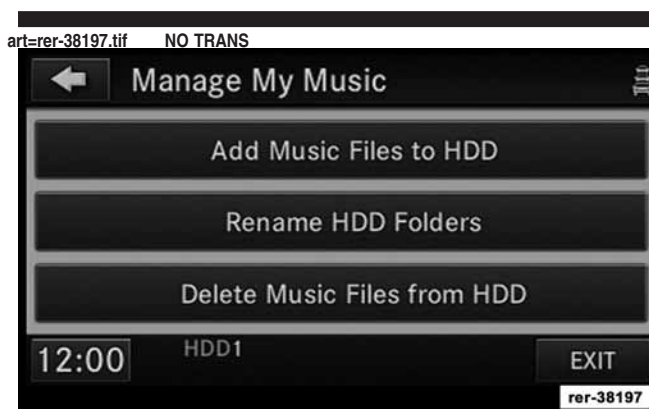 art=rer-38197.tif NO TRANS
Manage My Music
Add Music Files to HDD
Rename HDD Folders
Delete Music Files from HDD
12:00 HDD1 EXIT
rer-38197